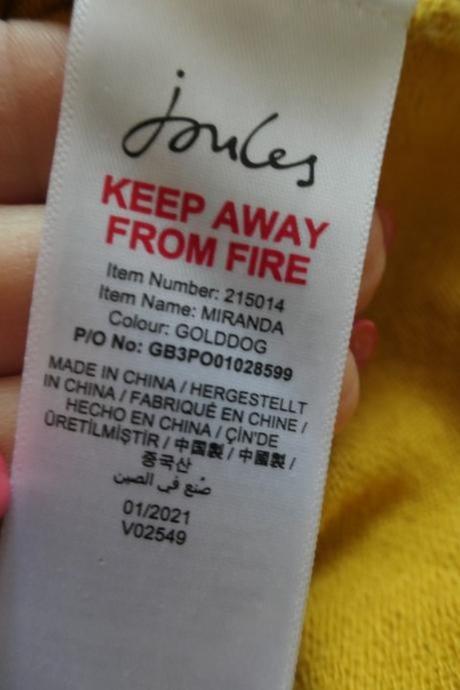 joules
KEEP AWAY
FROM FIRE
Item Number: 215014
Item Name: MIRANDA
Colour: GOLDDOG
P/O No: GB3PO01028599
MADE IN CHINA / HERGESTELLT
IN CHINA / FABRIQUÉ EN CHINE /
HECHO EN CHINA / ÇİN'DE
ÜRETİLMİŞTİR / 中国製 / 中國製 /
중국산
صُنع في الصين
01/2021
V02549